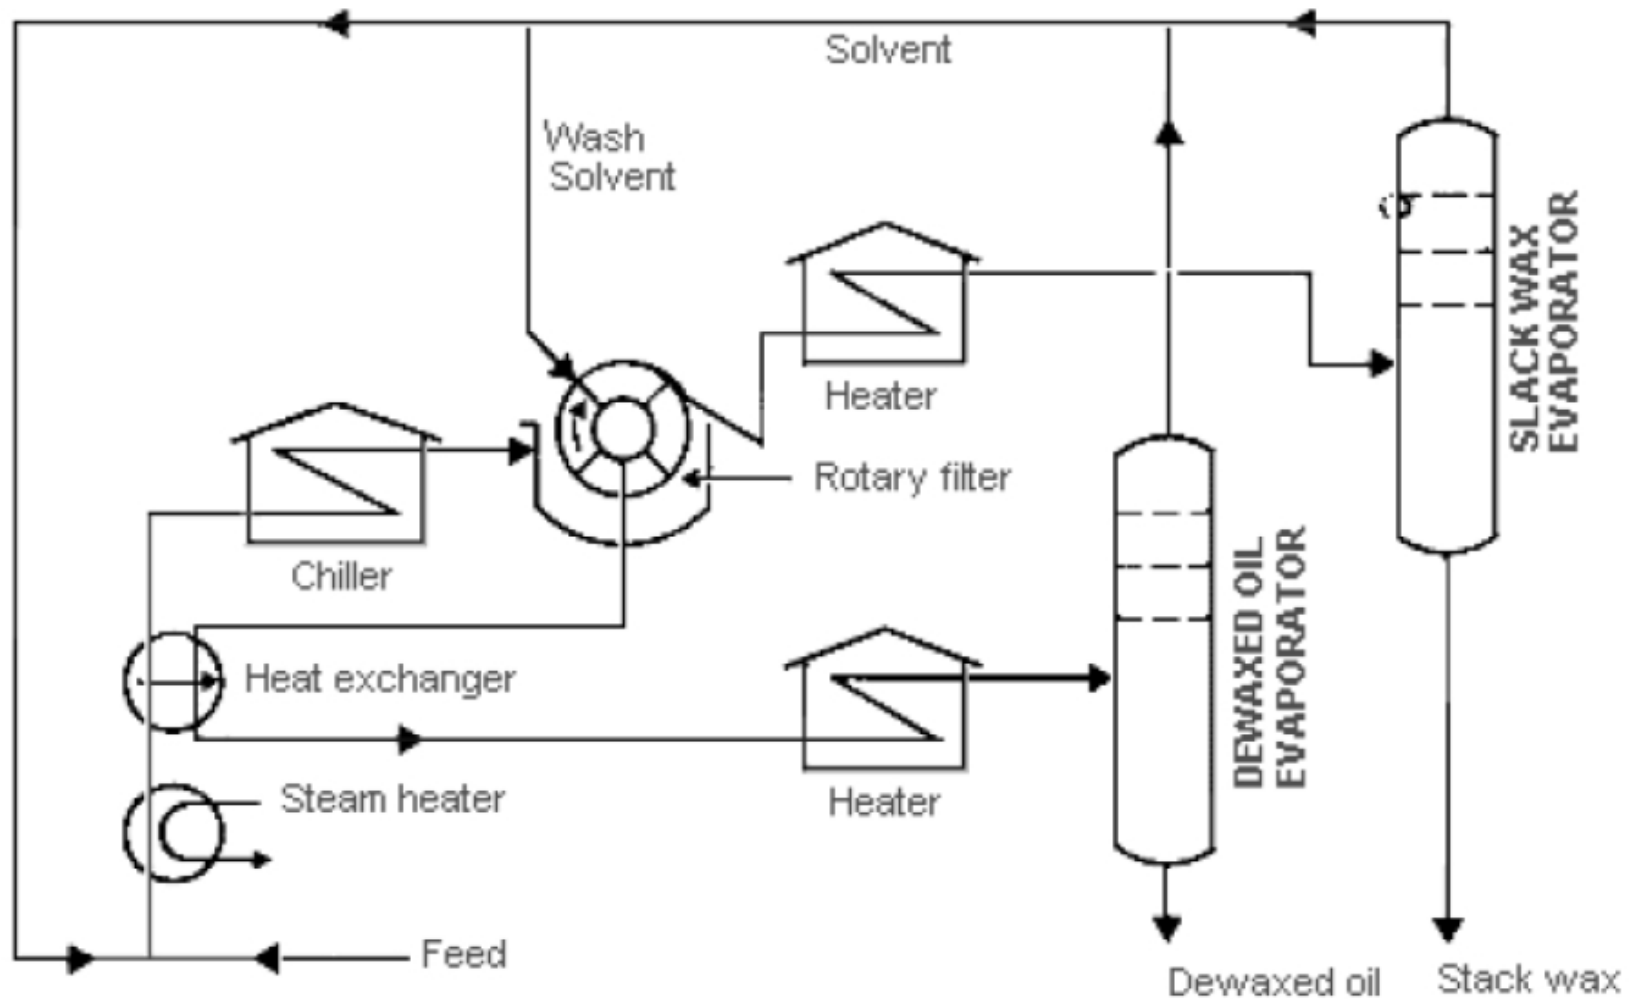 Solvent
Wash
Solvent
Heater
SLACK WAX
EVAPORATOR
Rotary filter
Chiller
Heat exchanger
DEWAXED OIL
EVAPORATOR
Steam heater
Heater
Feed
Dewaxed oil
Stack wax